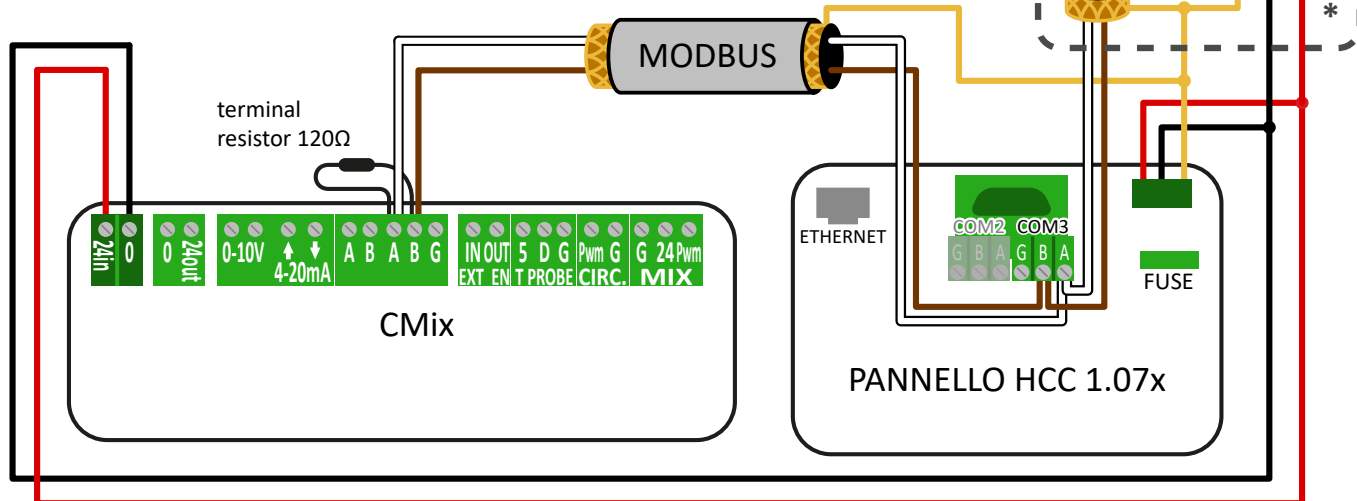 *
MODBUS
terminal
resistor 120Ω
24in 0 0 24out 0-10V 4-20mA A B A B G IN OUT 5 D G Pwm G G 24 Pwm
EXT EN T PROBE CIRC. MIX
CMix
ETHERNET
COM2 COM3
G B A G B A
FUSE
PANNELLO HCC 1.07x